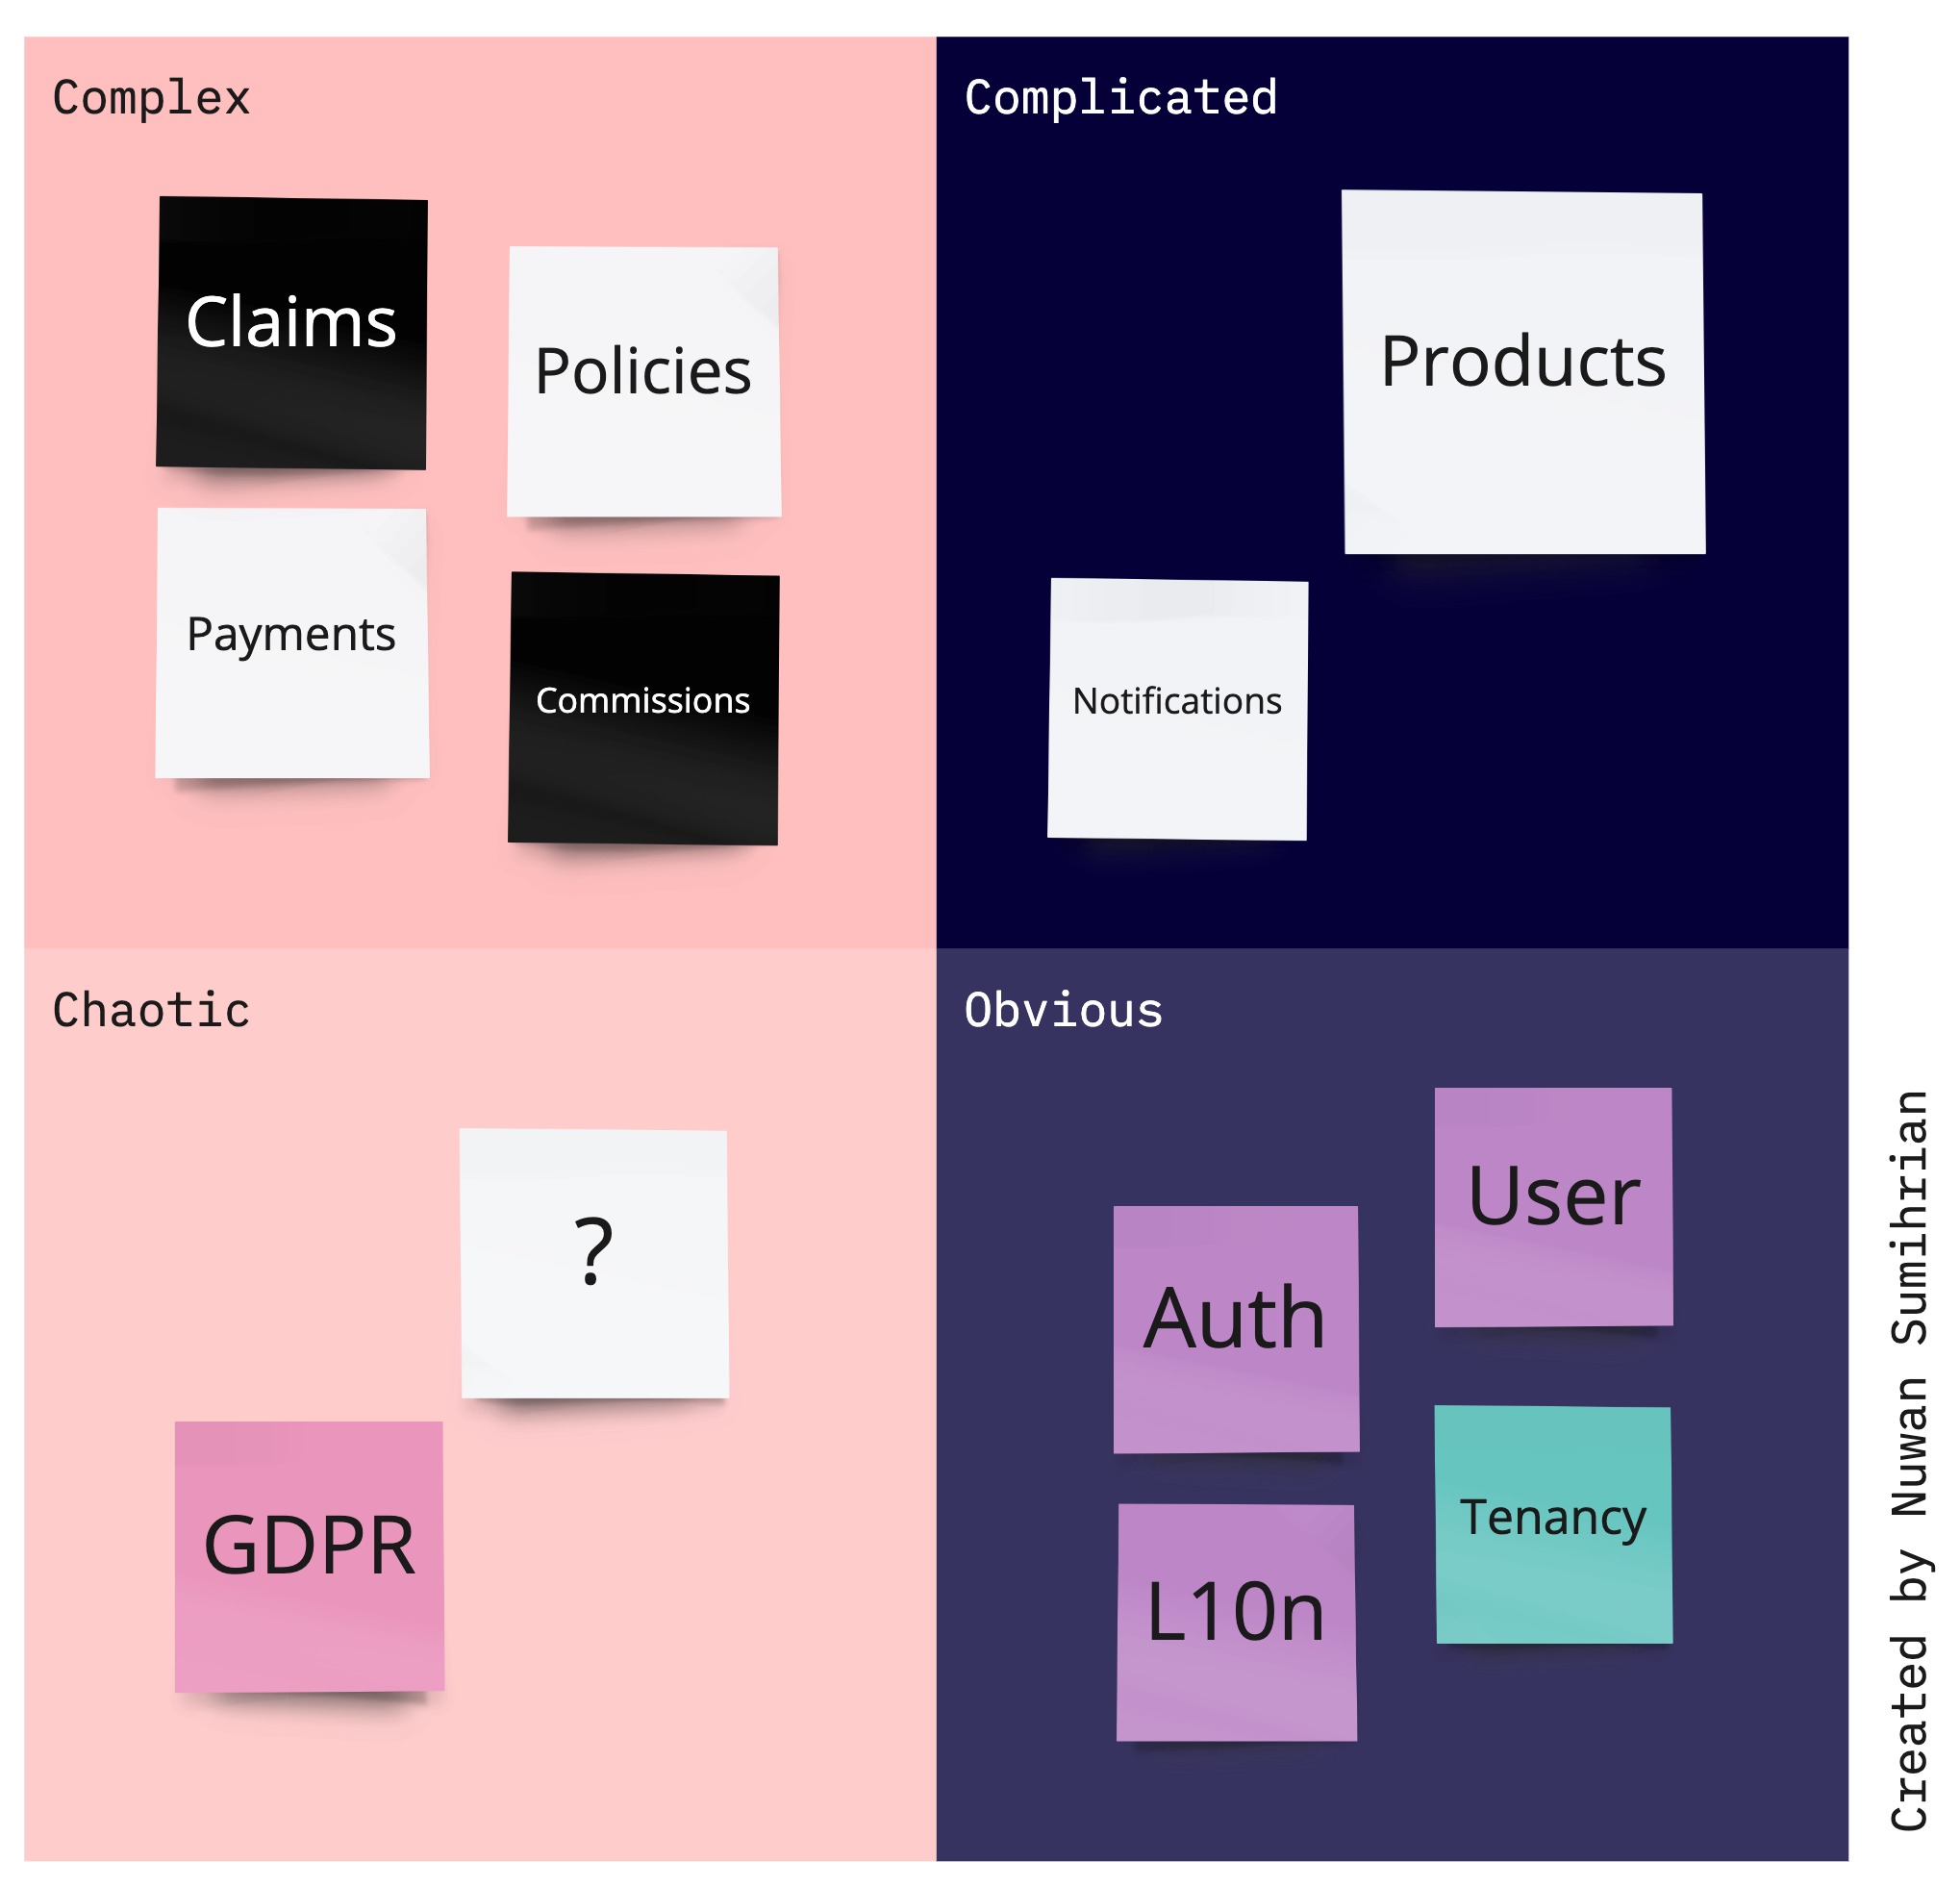 Complex
Claims
Policies
Payments
Commissions
Complicated
Products
Notifications
Chaotic
?
GDPR
Obvious
User
Auth
Tenancy
L10n
Created by Nuwan Sumihrian